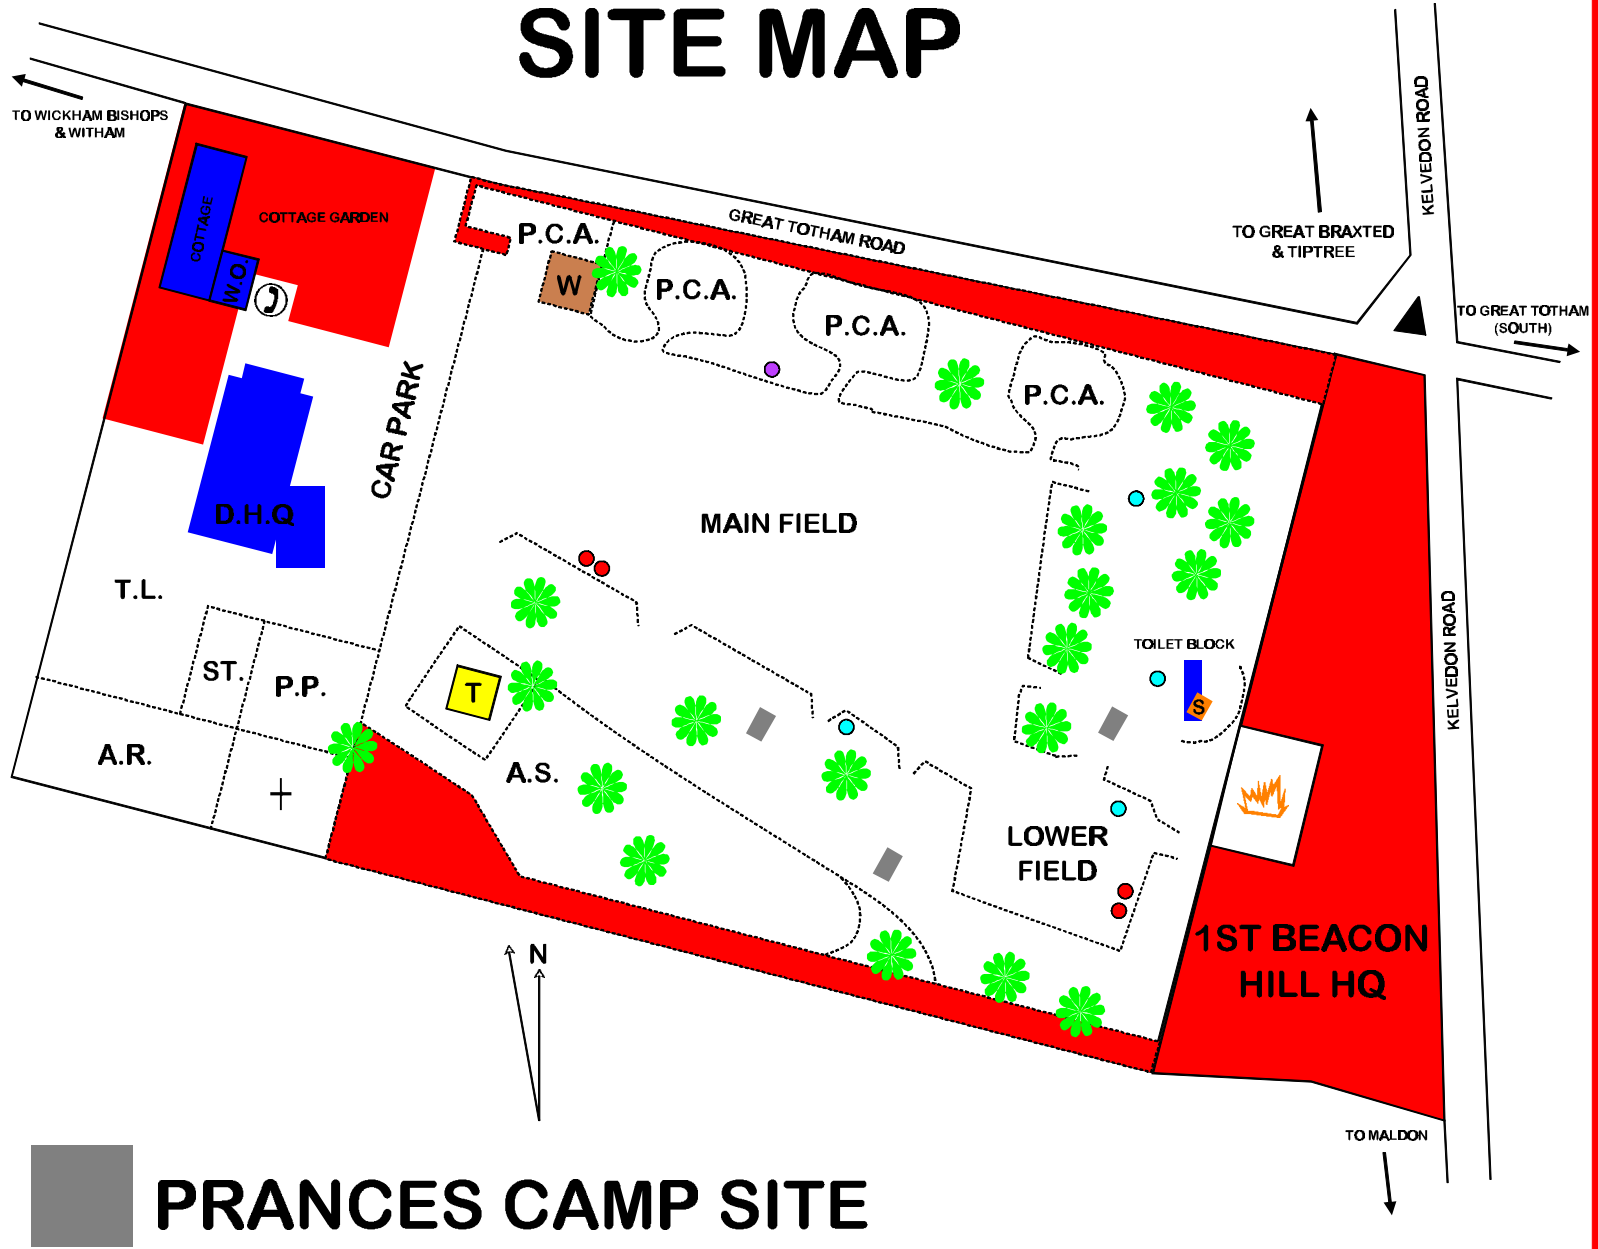 SITE MAP
TO WICKHAM BISHOPS
& WITHAM
KELVEDON ROAD
COTTAGE
COTTAGE GARDEN
GREAT TOTHAM ROAD
TO GREAT BRAXTED
& TIPTREE
P.C.A.
W.O.
W
P.C.A.
P.C.A.
TO GREAT TOTHAM
(SOUTH)
P.C.A.
CAR PARK
D.H.Q
MAIN FIELD
T.L.
KELVEDON ROAD
TOILET BLOCK
ST.
P.P.
T
S
A.R.
A.S.
LOWER
FIELD
1ST BEACON
HILL HQ
N
TO MALDON
PRANCES CAMP SITE